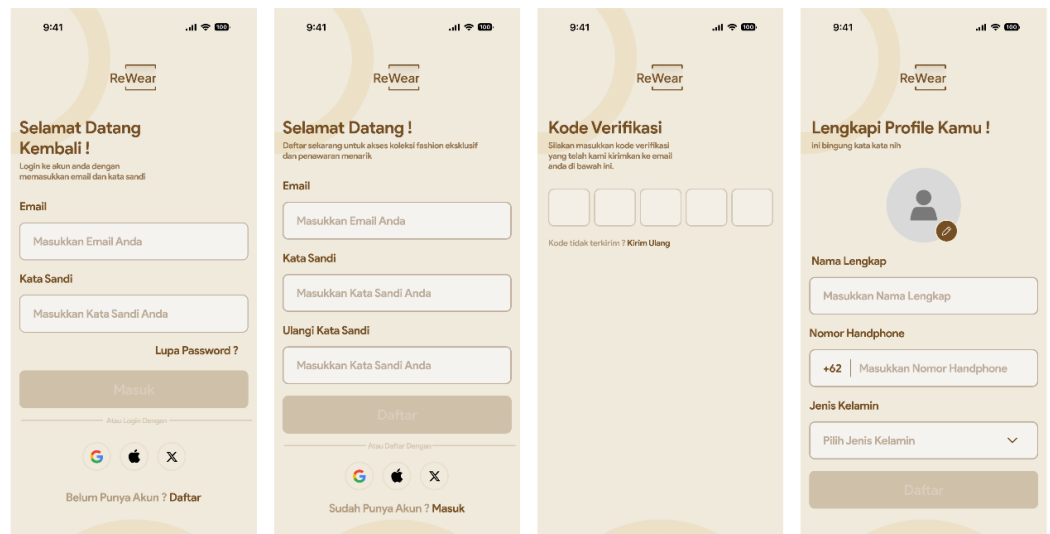 9:41
100
ReWear
Selamat Datang
Kembali !
Login ke akun anda dengan
memasukkan email dan kata sandi
Email
Masukkan Email Anda
Kata Sandi
Masukkan Kata Sandi Anda
Lupa Password ?
Masuk
Atau Login Dengan
Belum Punya Akun ? Daftar
9:41
100
ReWear
Selamat Datang !
Daftar sekarang untuk akses koleksi fashion eksklusif
dan penawaran menarik
Email
Masukkan Email Anda
Kata Sandi
Masukkan Kata Sandi Anda
Ulangi Kata Sandi
Masukkan Kata Sandi Anda
Daftar
Atau Daftar Dengan
Sudah Punya Akun ? Masuk
9:41
100
ReWear
Kode Verifikasi
Silakan masukkan kode verifikasi
yang telah kami kirimkan ke email
anda di bawah ini.
Kode tidak terkirim ? Kirim Ulang
9:41
100
ReWear
Lengkapi Profile Kamu !
Ini bingung kata kata nih
Nama Lengkap
Masukkan Nama Lengkap
Nomor Handphone
+62 Masukkan Nomor Handphone
Jenis Kelamin
Pilih Jenis Kelamin
Daftar